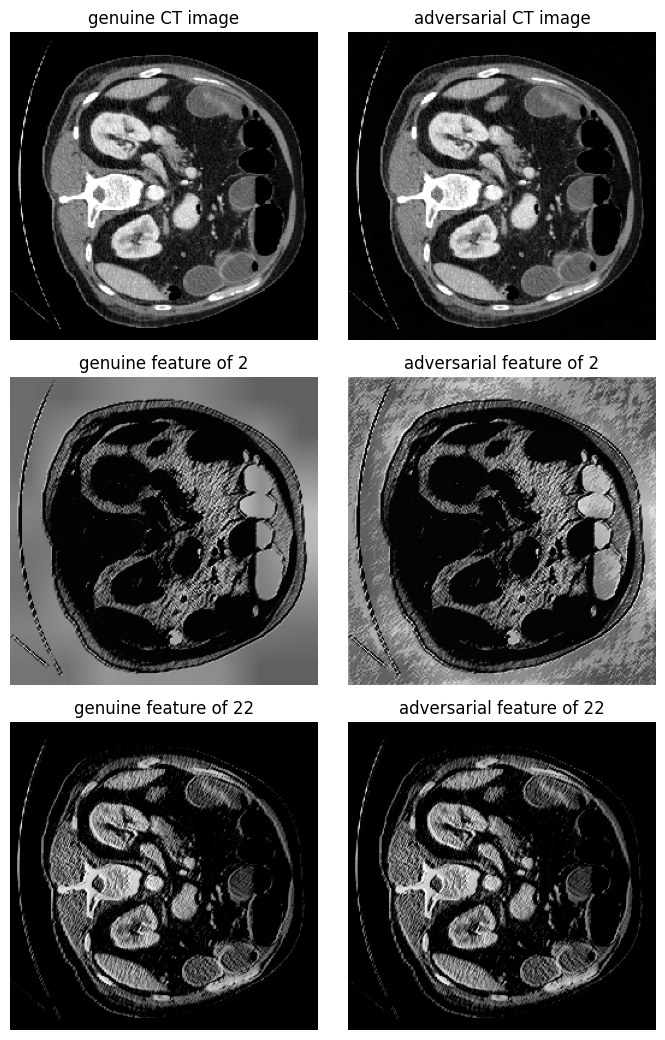 genuine CT image
adversarial CT image
genuine feature of 2
adversarial feature of 2
genuine feature of 22
adversarial feature of 22